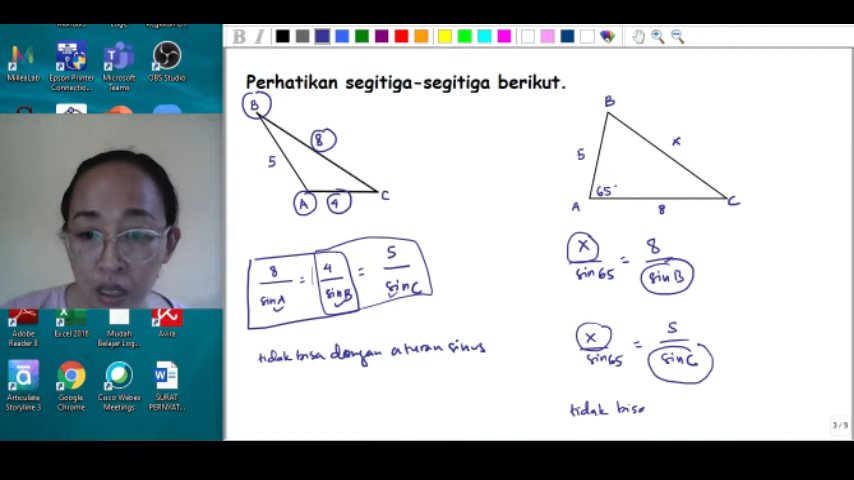 MilleaLab
Epson Printer
Connectio...
Microsoft
Teams
OBS Studio
Adobe
Reader 8
Excel 2016
Mudah
Belajar Log...
Avira
Articulate
Storyline 3
Google
Chrome
Cisco Webex
Meetings
SURAT
PERNYAT...
B I
Perhatikan segitiga-segitiga berikut.
B
8
5
A
4
C
8/sin A = 4/sin B = 5/sin C
tidak bisa dengan aturan sinus
B
5
x
65°
A
8
C
x/sin 65 = 8/sin B
x/sin 65 = 5/sin C
tidak bisa
3/9